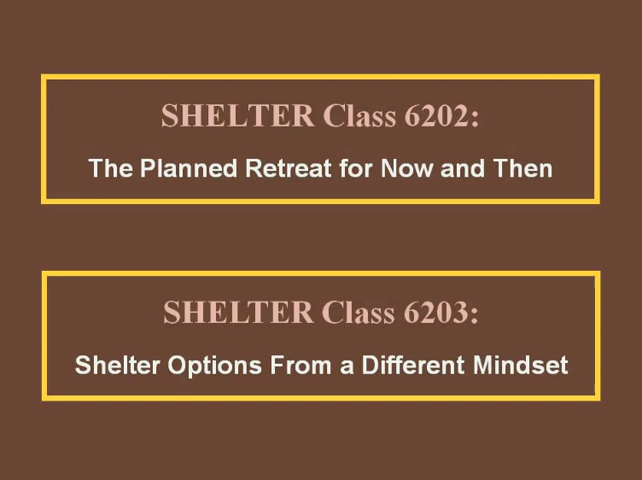 SHELTER Class 6202:
The Planned Retreat for Now and Then
SHELTER Class 6203:
Shelter Options From a Different Mindset